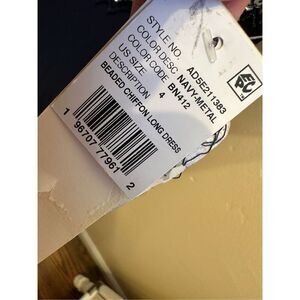 STYLE NO. AD5E211383
COLOR DESC NAVY-METAL
COLOR CODE BN412
US SIZE 4
DESCRIPTION
BEADED CHIFFON LONG DRESS
1 96707 77961 2